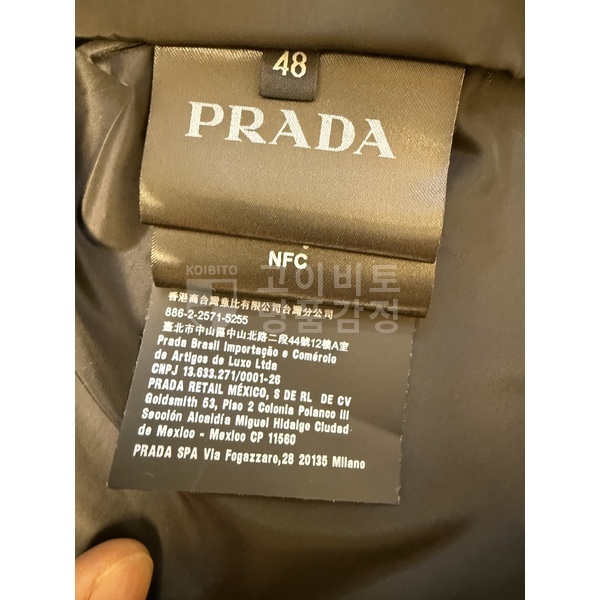 48
PRADA
NFC
KOIBITO
고이비토
명품감정
香港商台灣意比有限公司台灣分公司
886-2-2571-5255
臺北市中山區中山北路二段44號12樓A室
Prada Brasil Importação e Comércio
de Artigos de Luxo Ltda
CNPJ 13.633.271/0001-26
PRADA RETAIL MÉXICO, S DE RL DE CV
Goldsmith 53, Piso 2 Colonia Polanco III
Sección Alcaldía Miguel Hidalgo Ciudad
de Mexico - Mexico CP 11560
PRADA SPA Via Fogazzaro,28 20135 Milano